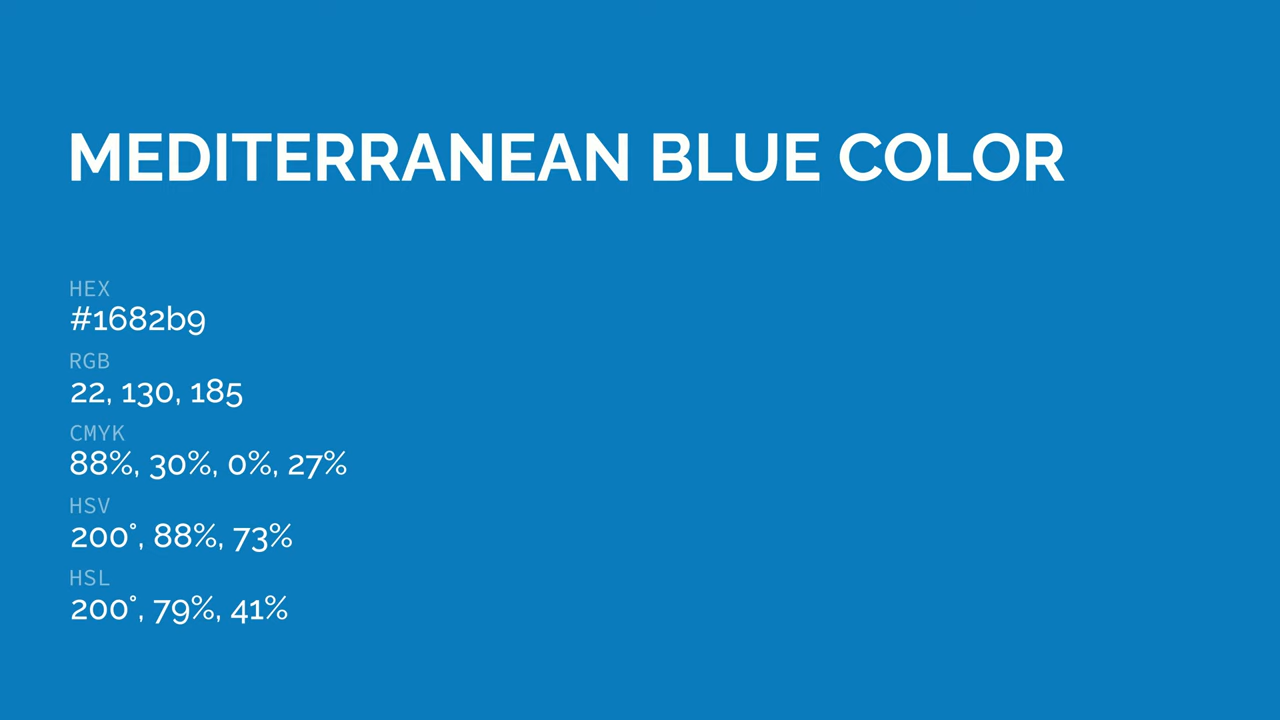 MEDITERRANEAN BLUE COLOR
HEX
#1682b9
RGB
22, 130, 185
CMYK
88%, 30%, 0%, 27%
HSV
200°, 88%, 73%
HSL
200°, 79%, 41%